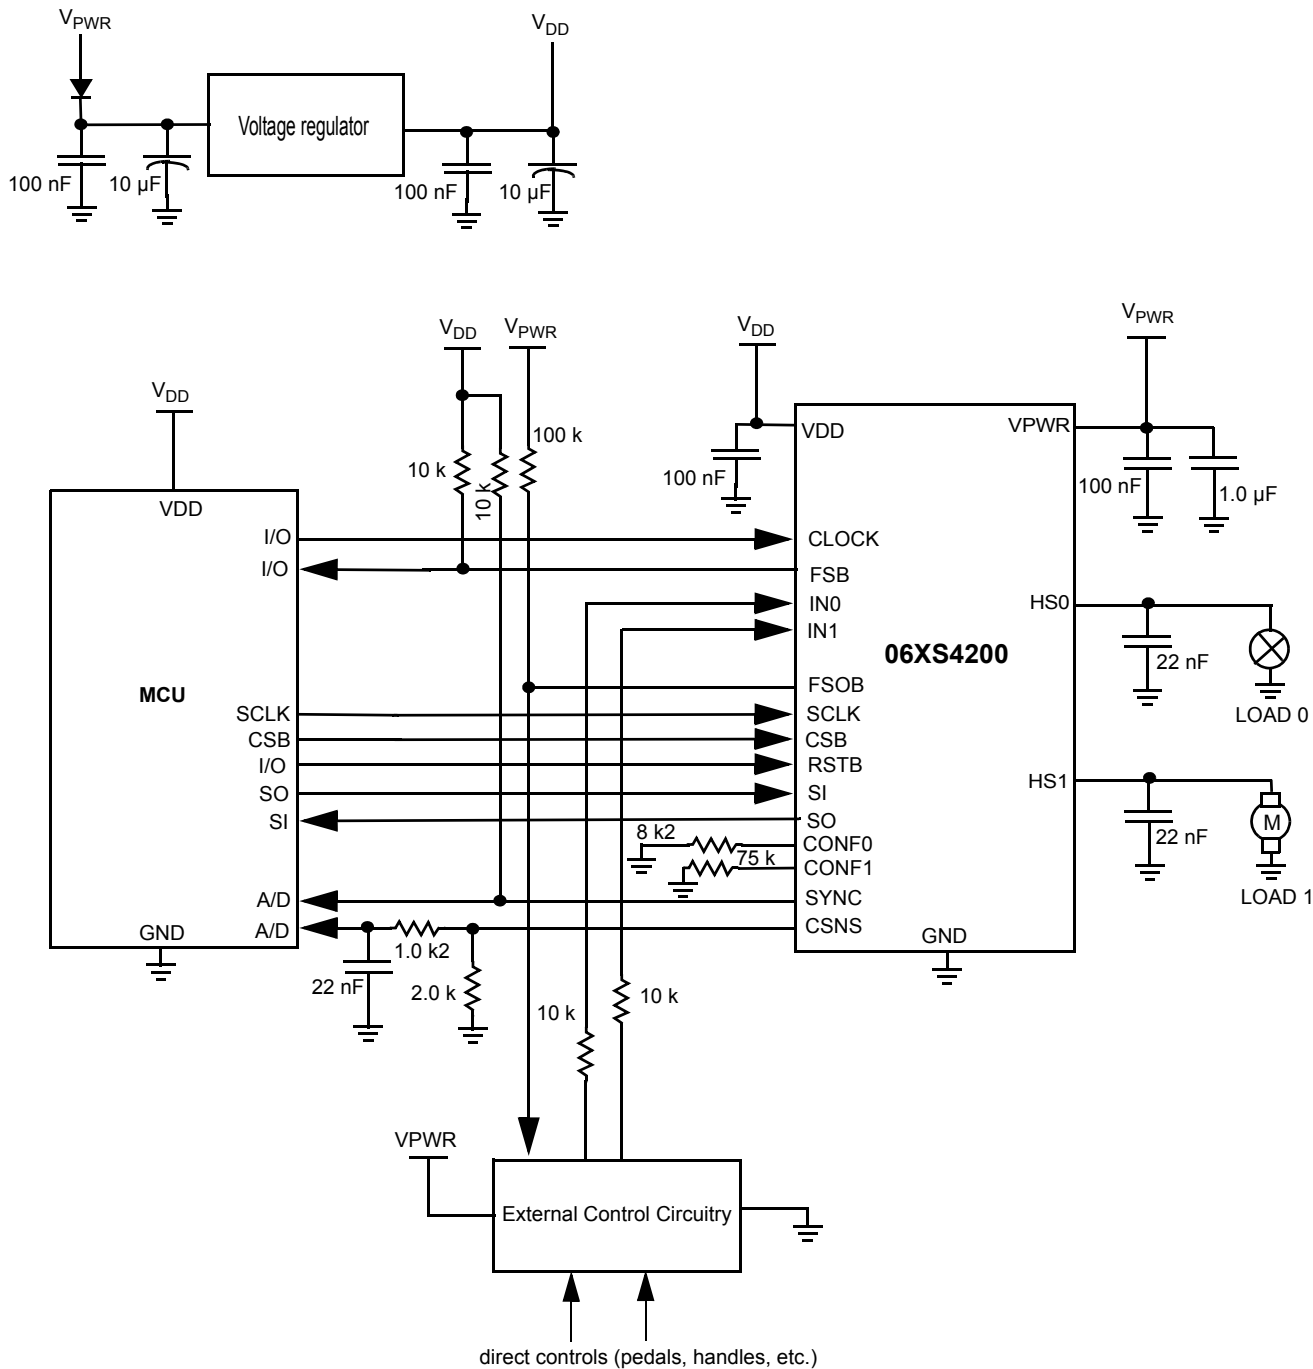 VPWR
VDD
Voltage regulator
100 nF
10 µF
100 nF
10 µF
VDD
VPWR
VDD
VPWR
VDD
10 k
10 k
100 k
100 nF
VDD
VPWR
100 nF
1.0 µF
VDD
I/O
I/O
CLOCK
FSB
IN0
IN1
HS0
06XS4200
22 nF
MCU
FSOB
LOAD 0
SCLK
CSB
I/O
SO
SI
SCLK
CSB
RSTB
SI
SO
HS1
22 nF
M
8 k2
CONF0
75 k
CONF1
LOAD 1
A/D
A/D
SYNC
CSNS
GND
GND
1.0 k2
22 nF
2.0 k
10 k
10 k
VPWR
External Control Circuitry
direct controls (pedals, handles, etc.)